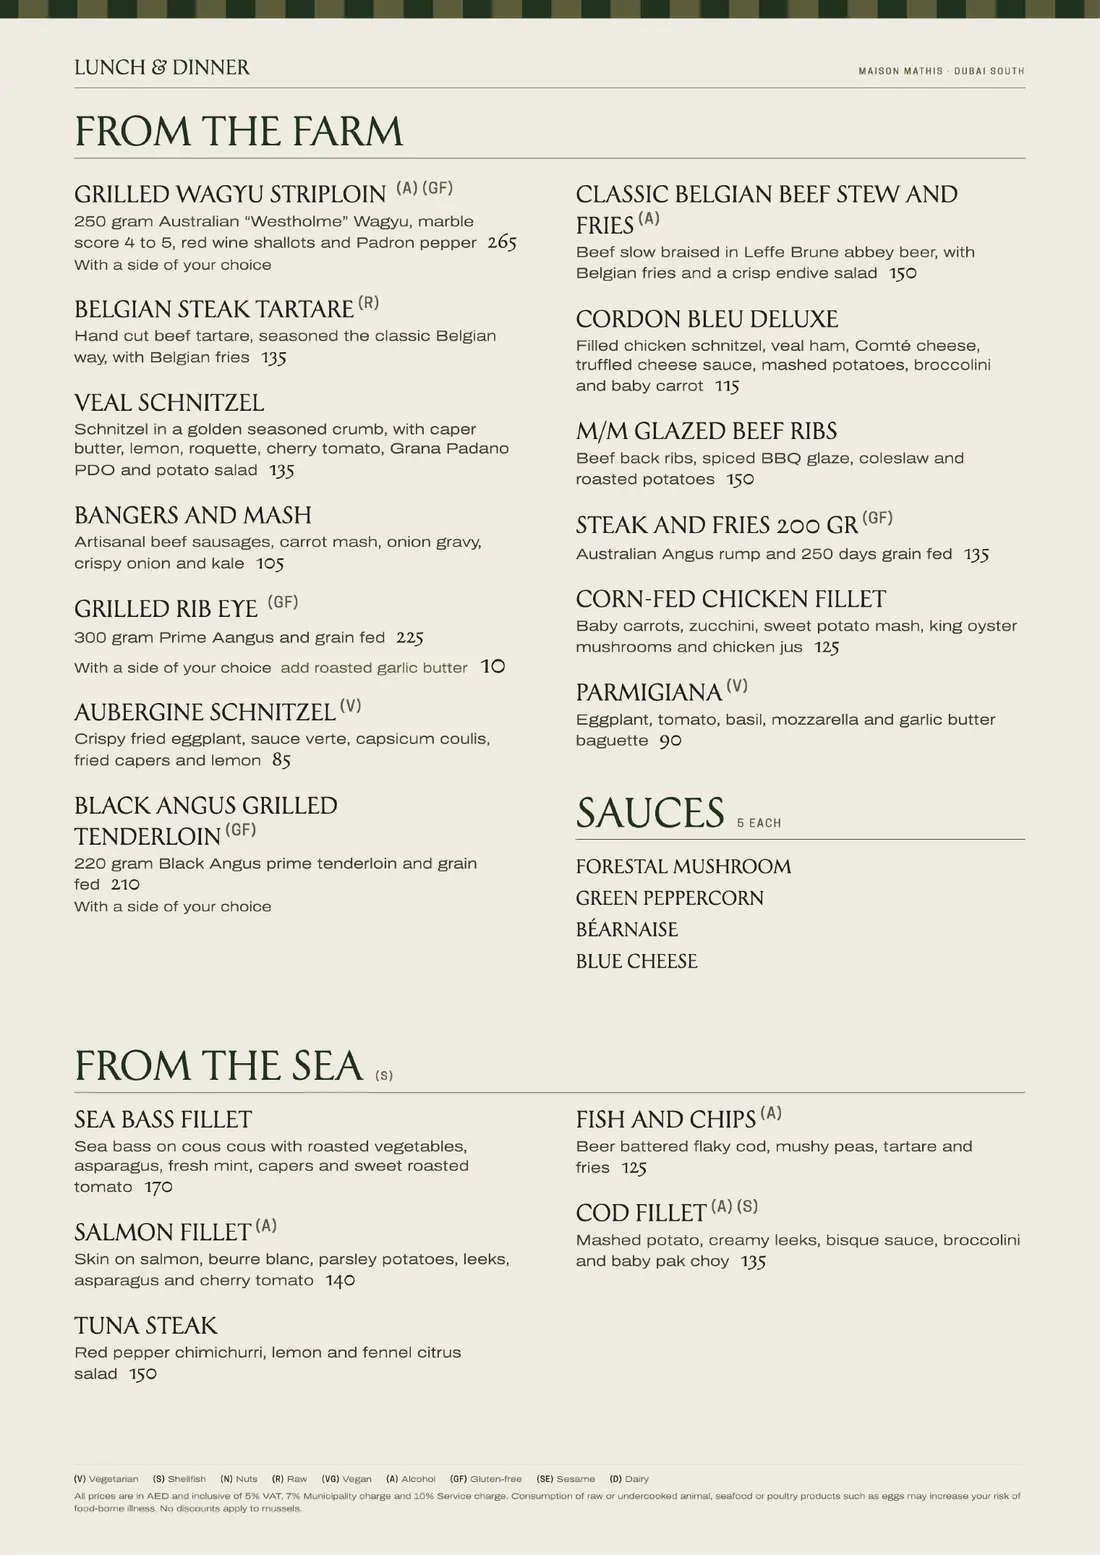 LUNCH & DINNER
MAISON MATHIS · DUBAI SOUTH
FROM THE FARM
GRILLED WAGYU STRIPLOIN (A) (GF)
250 gram Australian “Westholme” Wagyu, marble
score 4 to 5, red wine shallots and Padron pepper 265
With a side of your choice
BELGIAN STEAK TARTARE (R)
Hand cut beef tartare, seasoned the classic Belgian
way, with Belgian fries 135
VEAL SCHNITZEL
Schnitzel in a golden seasoned crumb, with caper
butter, lemon, roquette, cherry tomato, Grana Padano
PDO and potato salad 135
BANGERS AND MASH
Artisanal beef sausages, carrot mash, onion gravy,
crispy onion and kale 105
GRILLED RIB EYE (GF)
300 gram Prime Aangus and grain fed 225
With a side of your choice add roasted garlic butter 10
AUBERGINE SCHNITZEL (V)
Crispy fried eggplant, sauce verte, capsicum coulis,
fried capers and lemon 85
BLACK ANGUS GRILLED
TENDERLOIN (GF)
220 gram Black Angus prime tenderloin and grain
fed 210
With a side of your choice
CLASSIC BELGIAN BEEF STEW AND
FRIES (A)
Beef slow braised in Leffe Brune abbey beer, with
Belgian fries and a crisp endive salad 150
CORDON BLEU DELUXE
Filled chicken schnitzel, veal ham, Comté cheese,
truffled cheese sauce, mashed potatoes, broccolini
and baby carrot 115
M/M GLAZED BEEF RIBS
Beef back ribs, spiced BBQ glaze, coleslaw and
roasted potatoes 150
STEAK AND FRIES 200 GR (GF)
Australian Angus rump and 250 days grain fed 135
CORN-FED CHICKEN FILLET
Baby carrots, zucchini, sweet potato mash, king oyster
mushrooms and chicken jus 125
PARMIGIANA (V)
Eggplant, tomato, basil, mozzarella and garlic butter
baguette 90
SAUCES 5 EACH
FORESTAL MUSHROOM
GREEN PEPPERCORN
BÉARNAISE
BLUE CHEESE
FROM THE SEA (S)
SEA BASS FILLET
Sea bass on cous cous with roasted vegetables,
asparagus, fresh mint, capers and sweet roasted
tomato 170
SALMON FILLET (A)
Skin on salmon, beurre blanc, parsley potatoes, leeks,
asparagus and cherry tomato 140
TUNA STEAK
Red pepper chimichurri, lemon and fennel citrus
salad 150
FISH AND CHIPS (A)
Beer battered flaky cod, mushy peas, tartare and
fries 125
COD FILLET (A) (S)
Mashed potato, creamy leeks, bisque sauce, broccolini
and baby pak choy 135
(V) Vegetarian (S) Shellfish (N) Nuts (R) Raw (VG) Vegan (A) Alcohol (GF) Gluten-free (SE) Sesame (D) Dairy
All prices are in AED and inclusive of 5% VAT, 7% Municipality charge and 10% Service charge. Consumption of raw or undercooked animal, seafood or poultry products such as eggs may increase your risk of
food-borne illness. No discounts apply to mussels.